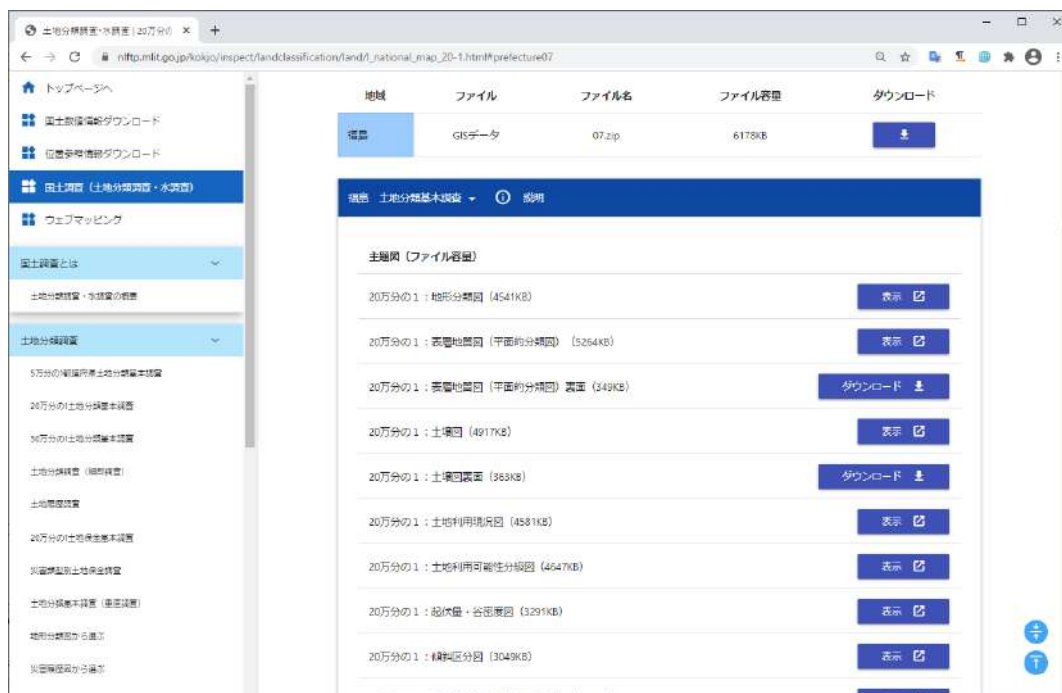 土地分類調査・水調査 | 20万分の
nlftp.mlit.go.jp/kokjo/inspect/landclassification/land/l_national_map_20-1.html#prefecture07
トップページへ
国土数値情報ダウンロード
位置参照情報ダウンロード
国土調査（土地分類調査・水調査）
ウェブマッピング
国土調査とは
土地分類調査・水調査の概要
土地分類調査
5万分の1都道府県土地分類基本調査
20万分の1土地分類基本調査
50万分の1土地分類基本調査
土地分類調査（細部調査）
土地履歴調査
20万分の1土地保全基本調査
災害類型別土地保全調査
土地分類基本調査（垂直調査）
地形分類図から選ぶ
災害履歴図から選ぶ
地域 ファイル ファイル名 ファイル容量 ダウンロード
福島 GISデータ 07.zip 6178KB
福島 土地分類基本調査 説明
主題図（ファイル容量）
20万分の1：地形分類図（4541KB） 表示
20万分の1：表層地質図（平面的分類図）（5264KB） 表示
20万分の1：表層地質図（平面的分類図）裏面（349KB） ダウンロード
20万分の1：土壌図（4917KB） 表示
20万分の1：土壌図裏面（363KB） ダウンロード
20万分の1：土地利用現況図（4581KB） 表示
20万分の1：土地利用可能性分級図（4647KB） 表示
20万分の1：起伏量・谷密度図（3291KB） 表示
20万分の1：傾斜区分図（3049KB） 表示